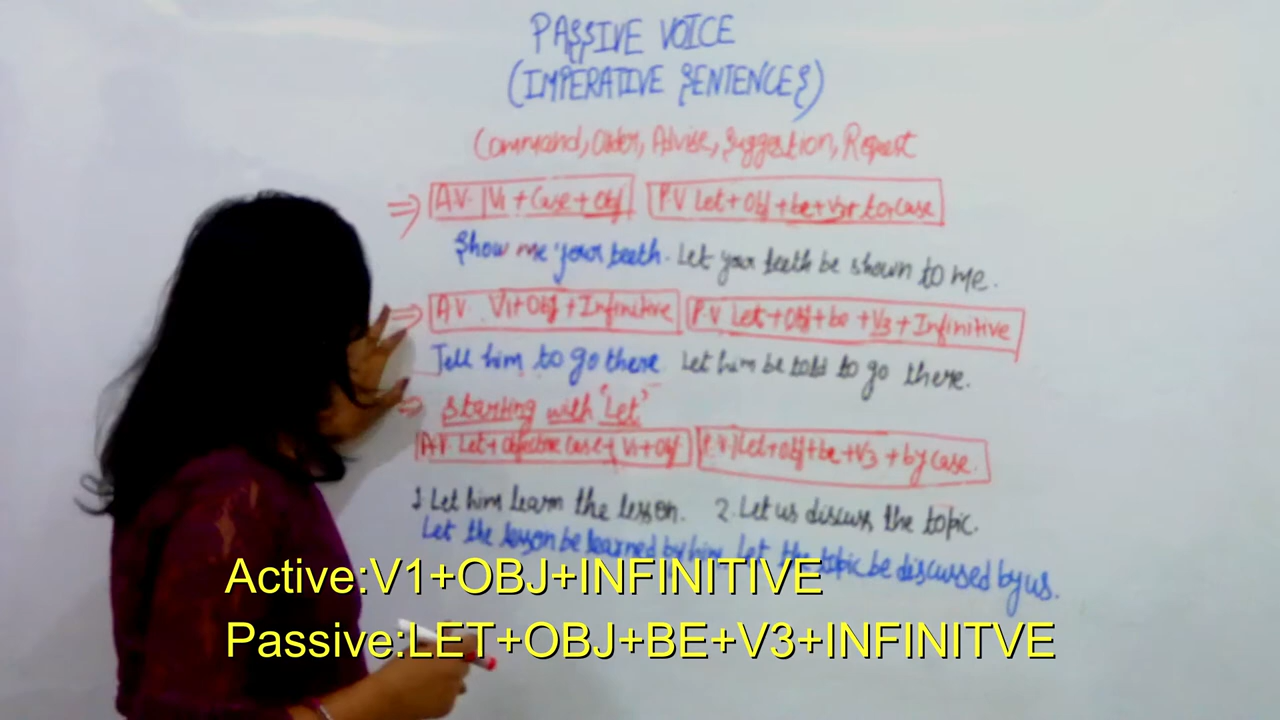 PASSIVE VOICE
(IMPERATIVE SENTENCES)
Command, Order, Advise, Suggestion, Request
⇒ A.V. V1 + Case + Obj P.V Let + Obj + be + V3 + to + case
Show me your teeth. Let your teeth be shown to me.
⇒ A.V. V1 + Obj + Infinitive P.V Let + Obj + be + V3 + Infinitive
Tell him to go there. Let him be told to go there.
⇒ Starting with "Let"
A.V. Let + Objective Case + V1 + Obj. P.V. Let + Obj + be + V3 + by case.
1. Let him learn the lesson. 2. Let us discuss the topic.
Let the lesson be learned by him. Let the topic be discussed by us.
Active:V1+OBJ+INFINITIVE
Passive:LET+OBJ+BE+V3+INFINITVE